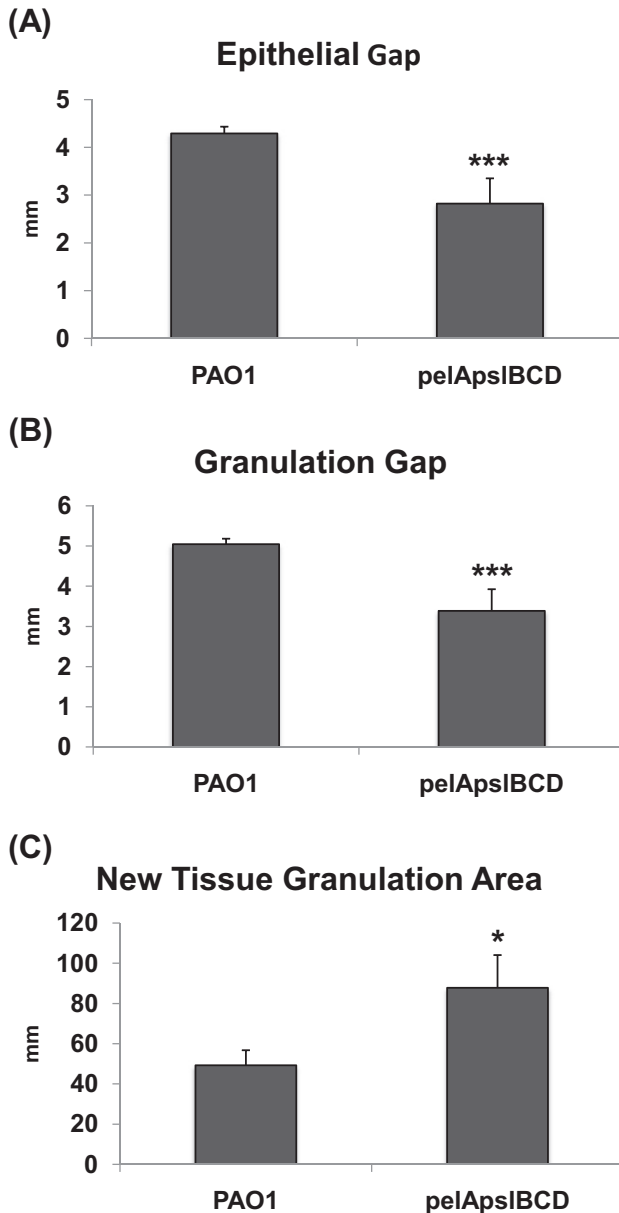 (A)
Epithelial Gap
5
4
3
2
1
0
mm
***
PAO1
pelApslBCD
(B)
Granulation Gap
6
5
4
3
2
1
0
mm
***
PAO1
pelApslBCD
(C)
New Tissue Granulation Area
120
100
80
60
40
20
0
mm
*
PAO1
pelApslBCD